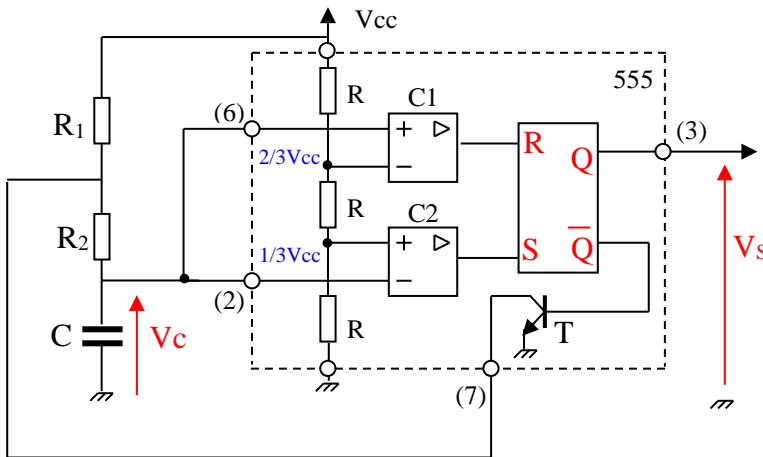 Vcc
555
R
C1
(6)
R₁
+
R
Q
(3)
2/3Vcc
−
R
R₂
C2
1/3Vcc
+
S
Q̅
Vs
−
(2)
C
Vc
R
T
(7)